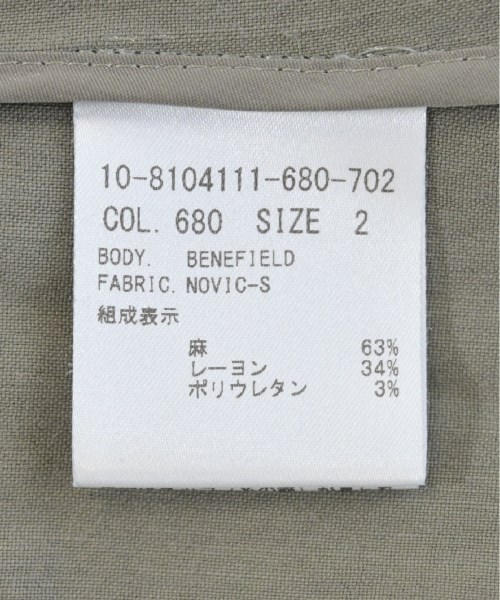 10-8104111-680-702
COL. 680 SIZE 2
BODY. BENEFIELD
FABRIC. NOVIC-S
組成表示
麻 63%
レーヨン 34%
ポリウレタン 3%